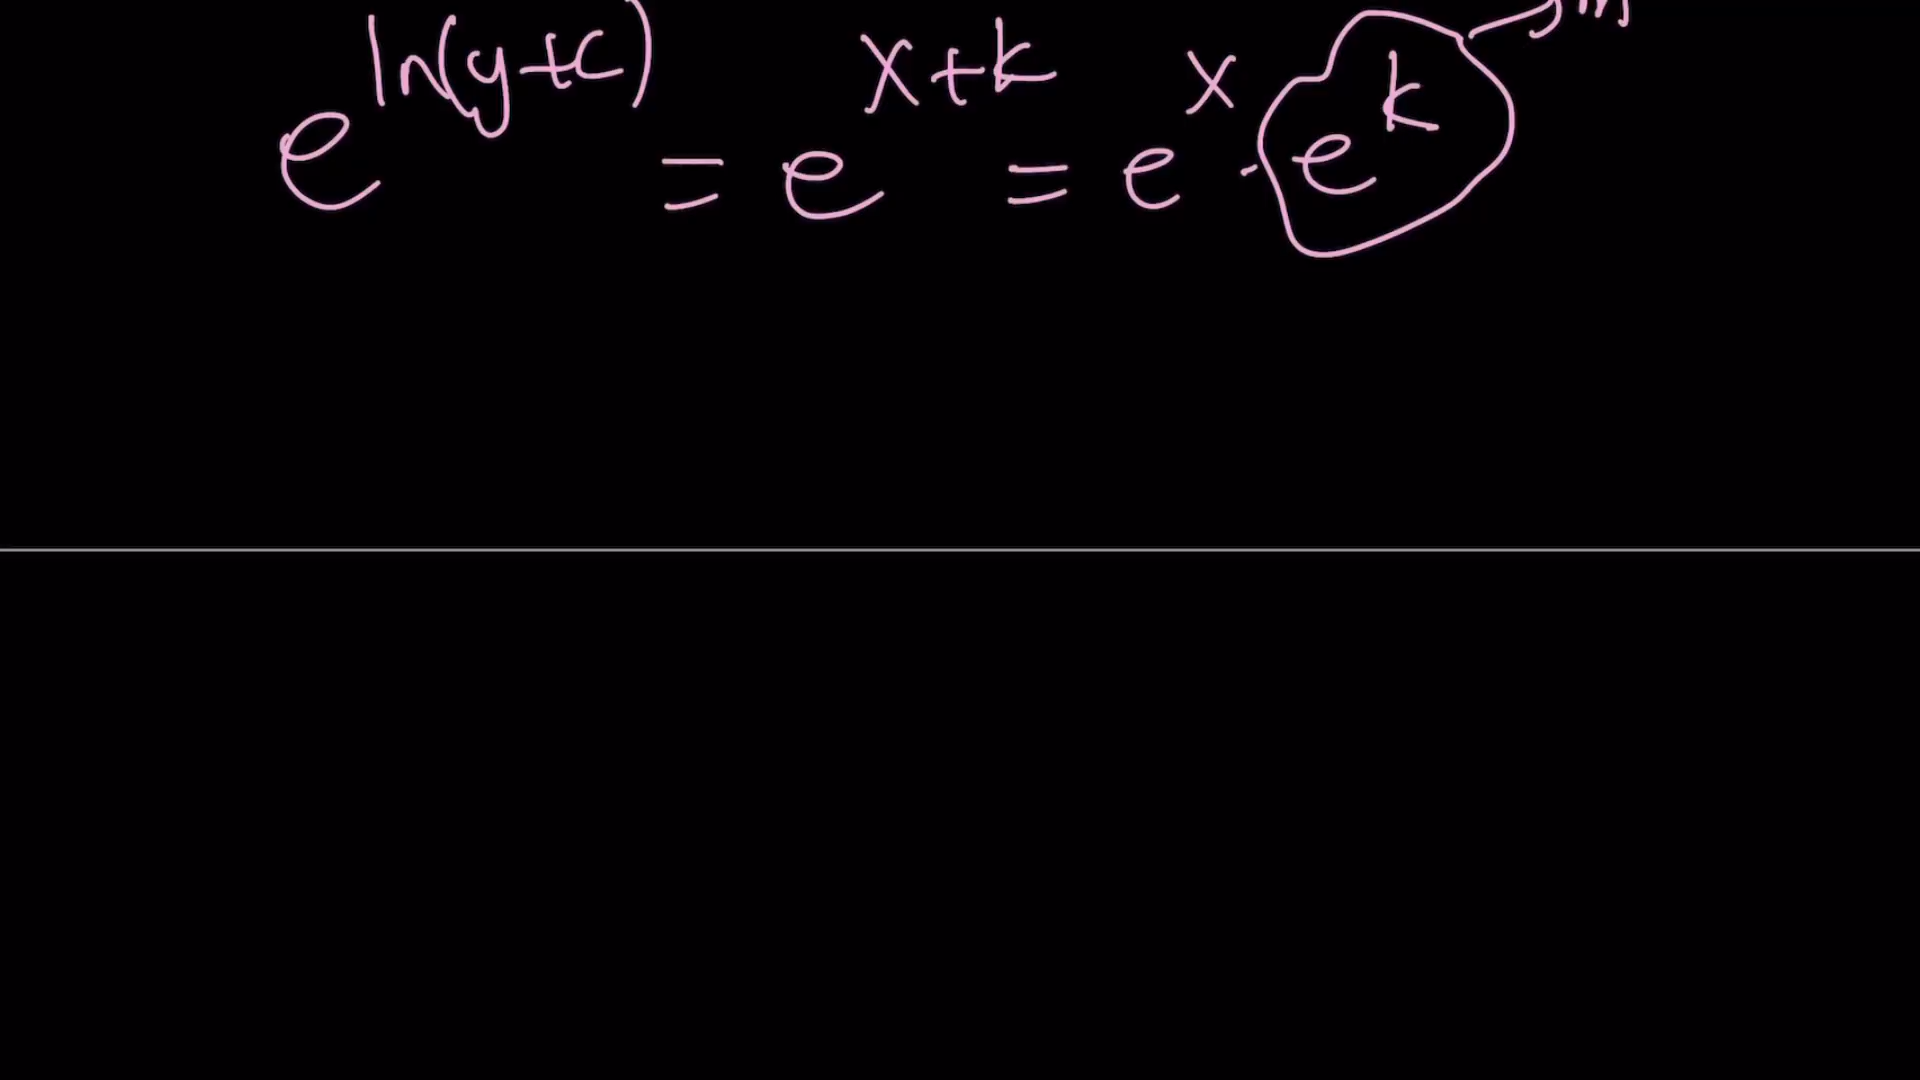 e^ln(y+c) = e^x+k = e^x · e^k